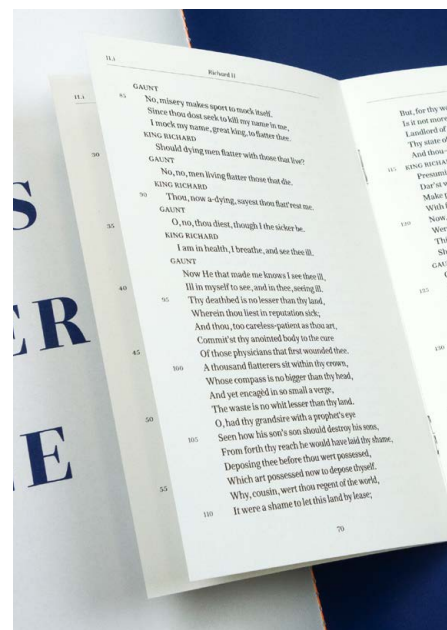 S
ER
E
II.i
30
35
40
45
50
55
II.i
Richard II
GAUNT
85 No, misery makes sport to mock itself.
Since thou dost seek to kill my name in me,
I mock my name, great king, to flatter thee.
KING RICHARD
Should dying men flatter with those that live?
GAUNT
No, no, men living flatter those that die.
KING RICHARD
90 Thou, now a-dying, sayest thou flatt'rest me.
GAUNT
O, no, thou diest, though I the sicker be.
KING RICHARD
I am in health, I breathe, and see thee ill.
GAUNT
Now He that made me knows I see thee ill,
Ill in myself to see, and in thee, seeing ill.
95 Thy deathbed is no lesser than thy land,
Wherein thou liest in reputation sick;
And thou, too careless-patient as thou art,
Commit'st thy anointed body to the cure
Of those physicians that first wounded thee.
100 A thousand flatterers sit within thy crown,
Whose compass is no bigger than thy head,
And yet encagèd in so small a verge,
The waste is no whit lesser than thy land.
O, had thy grandsire with a prophet's eye
105 Seen how his son's son should destroy his sons,
From forth thy reach he would have laid thy shame,
Deposing thee before thou wert possessed,
Which art possessed now to depose thyself.
Why, cousin, wert thou regent of the world,
110 It were a shame to let this land by lease;
70
But, for thy
Is it not more
Landlord of
Thy state of
And thou
115 KING RICHA
Presumi
Dar'st w
Make p
With f
120 Now,
Wer
Thi
Sh
GAU
125
130